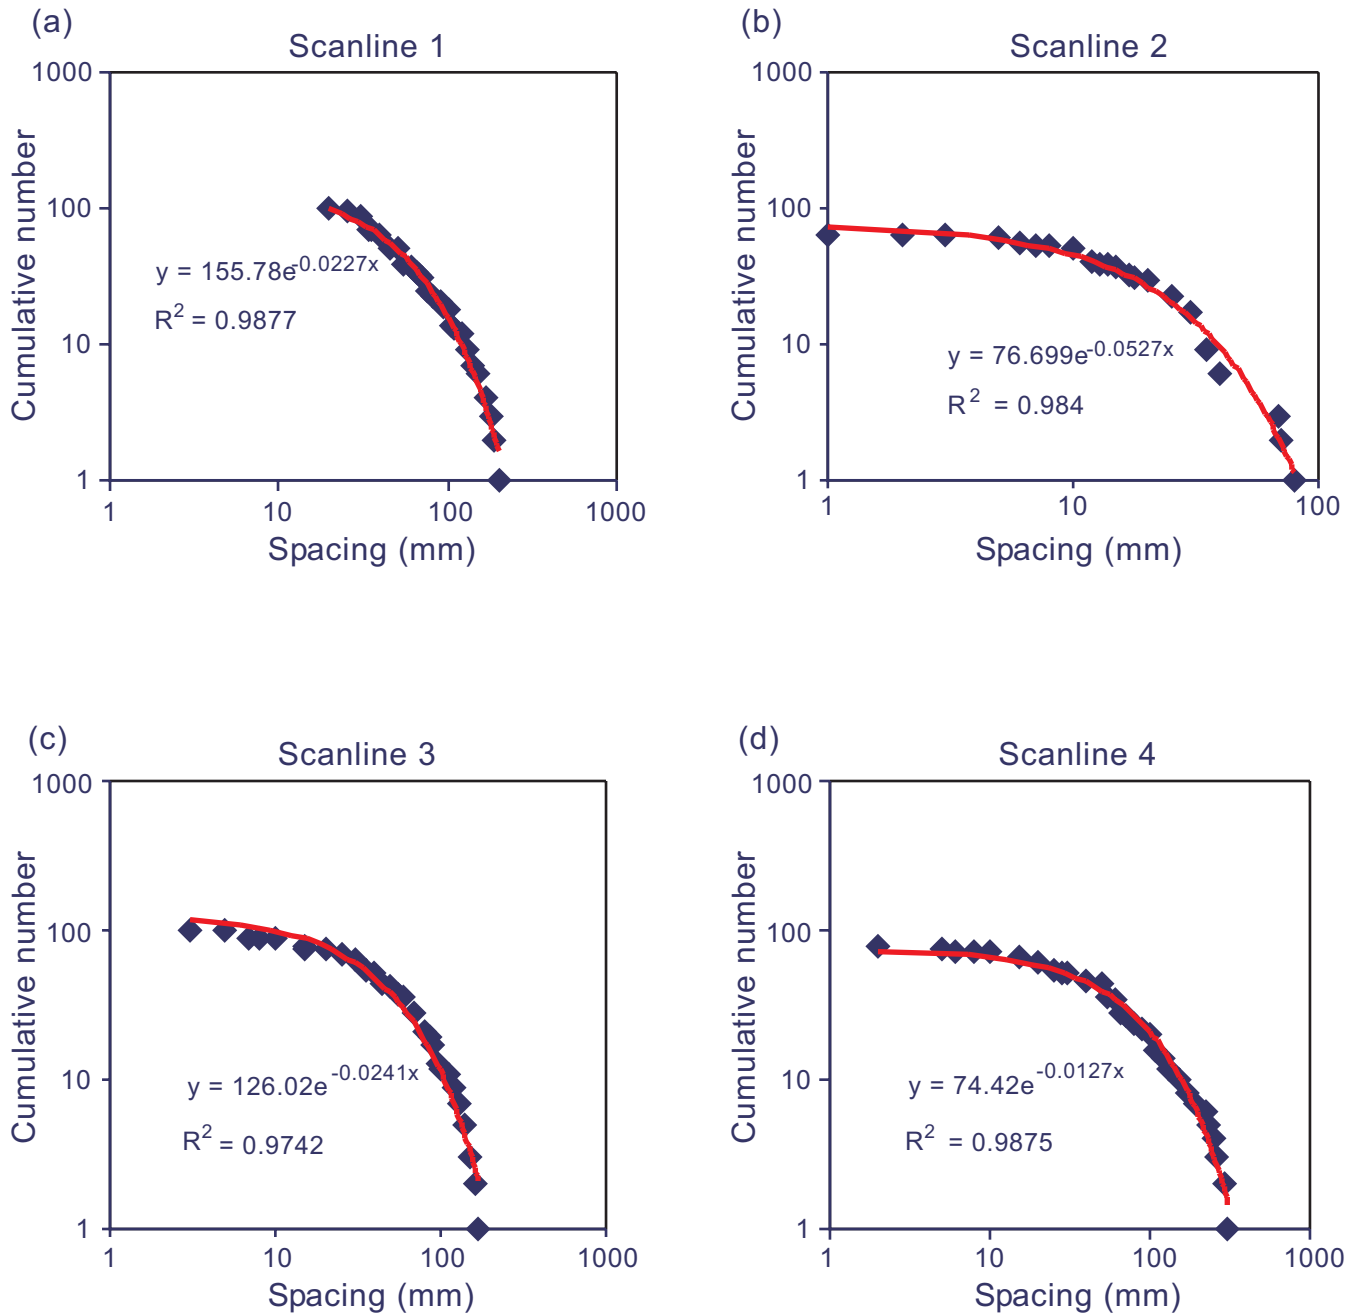 (a)
Scanline 1
1000
100
10
1
1
10
100
1000
Cumulative number
Spacing (mm)
y = 155.78e-0.0227x
R2 = 0.9877
(b)
Scanline 2
1000
100
10
1
1
10
100
Cumulative number
Spacing (mm)
y = 76.699e-0.0527x
R2 = 0.984
(c)
Scanline 3
1000
100
10
1
1
10
100
1000
Cumulative number
Spacing (mm)
y = 126.02e-0.0241x
R2 = 0.9742
(d)
Scanline 4
1000
100
10
1
1
10
100
1000
Cumulative number
Spacing (mm)
y = 74.42e-0.0127x
R2 = 0.9875